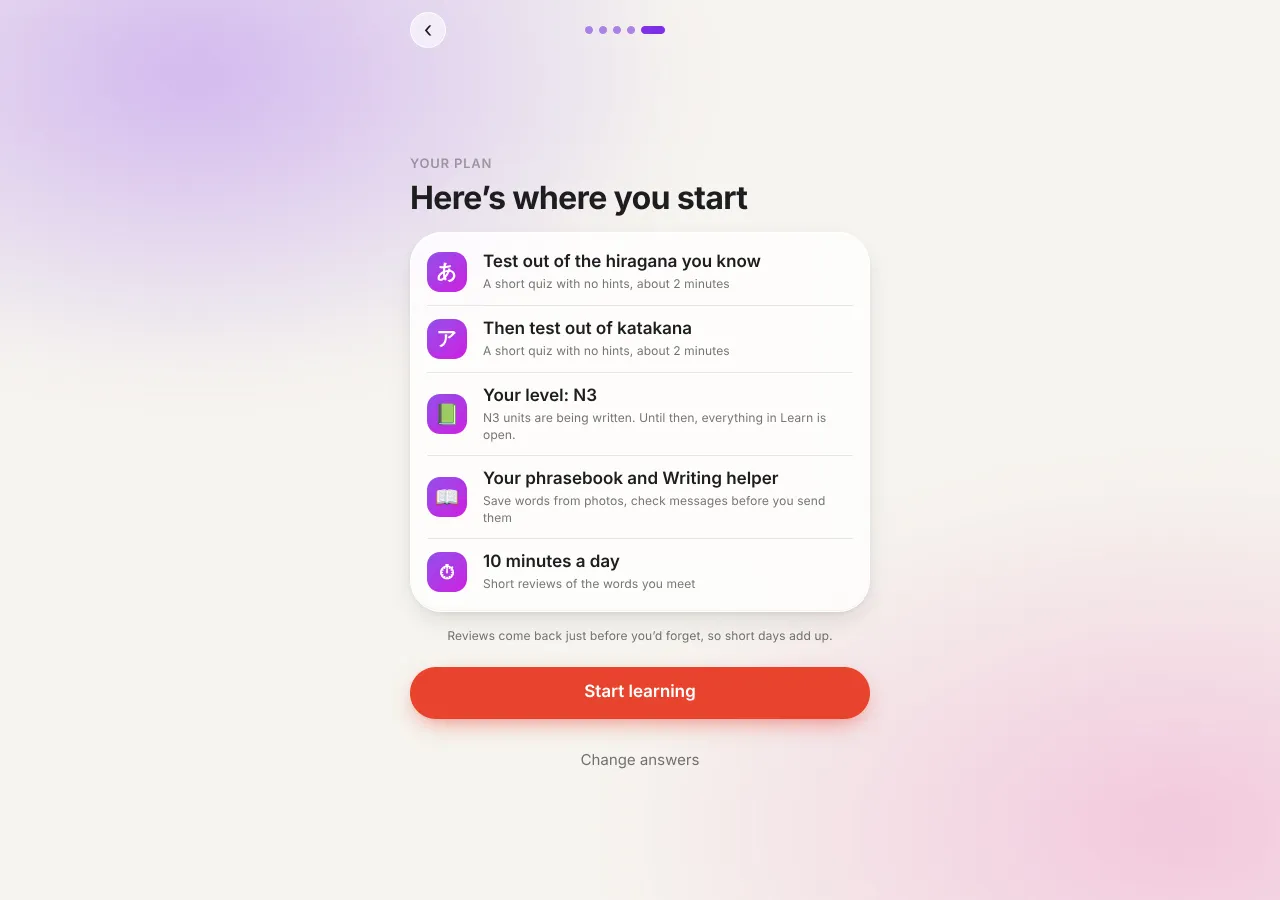 YOUR PLAN
Here’s where you start
あ
Test out of the hiragana you know
A short quiz with no hints, about 2 minutes
ア
Then test out of katakana
A short quiz with no hints, about 2 minutes
Your level: N3
N3 units are being written. Until then, everything in Learn is
open.
Your phrasebook and Writing helper
Save words from photos, check messages before you send
them
10 minutes a day
Short reviews of the words you meet
Reviews come back just before you’d forget, so short days add up.
Start learning
Change answers